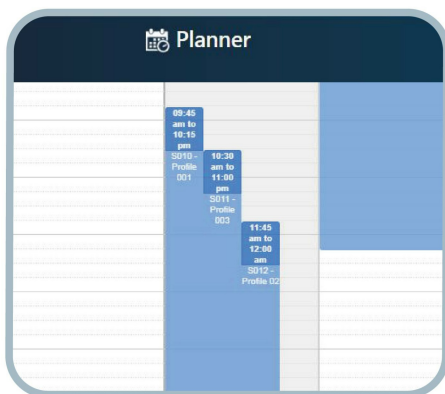 Planner
09:45
am to
10:15
pm
S010 -
Profile
001
10:30
am to
11:00
pm
S011 -
Profile
003
11:45
am to
12:00
am
S012 -
Profile 02